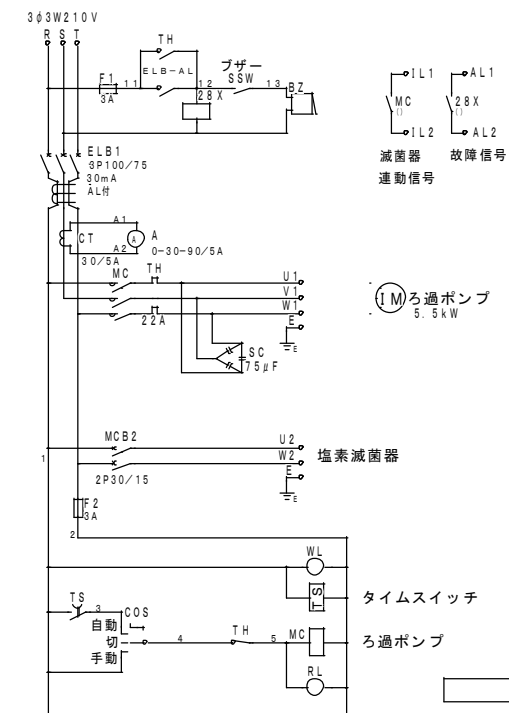 3φ3W210V
R S T
TH
F1
3A
11
ELB-AL
12
28X
ブザー
SSW
13
BZ
IL1
MC
()
IL2
滅菌器
連動信号
AL1
28X
()
AL2
故障信号
ELB1
3P100/75
30mA
AL付
A1
CT
A
A
A2
0-30-90/5A
30/5A
MC
TH
U1
V1
W1
22A
E
E
IM ろ過ポンプ
5.5kW
SC
75μF
MCB2
U2
1
W2
塩素滅菌器
2P30/15
E
E
F2
3A
2
WL
TS
タイムスイッチ
TS
3
COS
自動
切
手動
4
TH
5
MC
ろ過ポンプ
RL